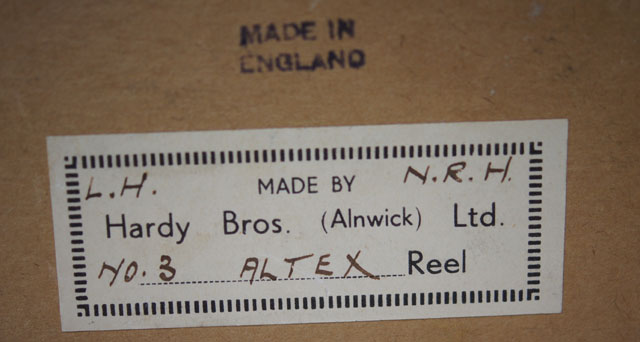 MADE IN
ENGLAND
L.H. MADE BY N.R.H.
Hardy Bros. (Alnwick) Ltd.
NO. 3 ALTEX Reel